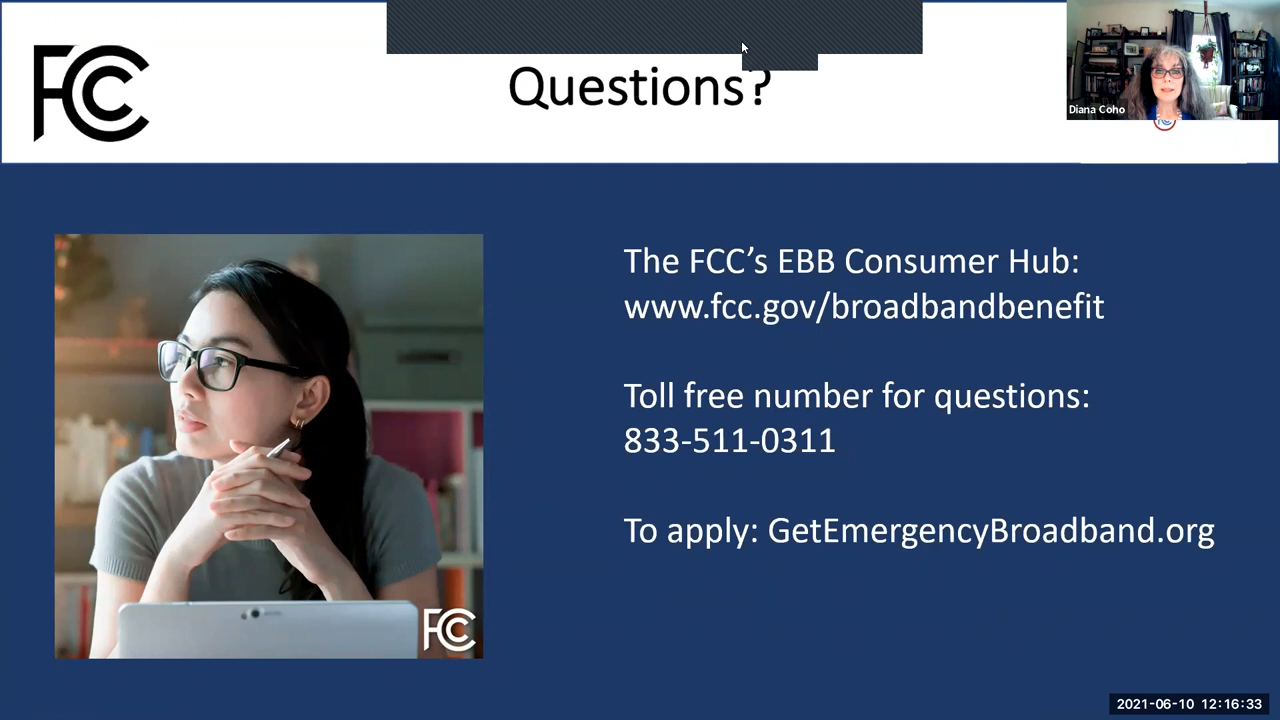 FCC
Questions?
Diana Coho
The FCC's EBB Consumer Hub:
www.fcc.gov/broadbandbenefit
Toll free number for questions:
833-511-0311
To apply: GetEmergencyBroadband.org
FCC
2021-06-10 12:16:33